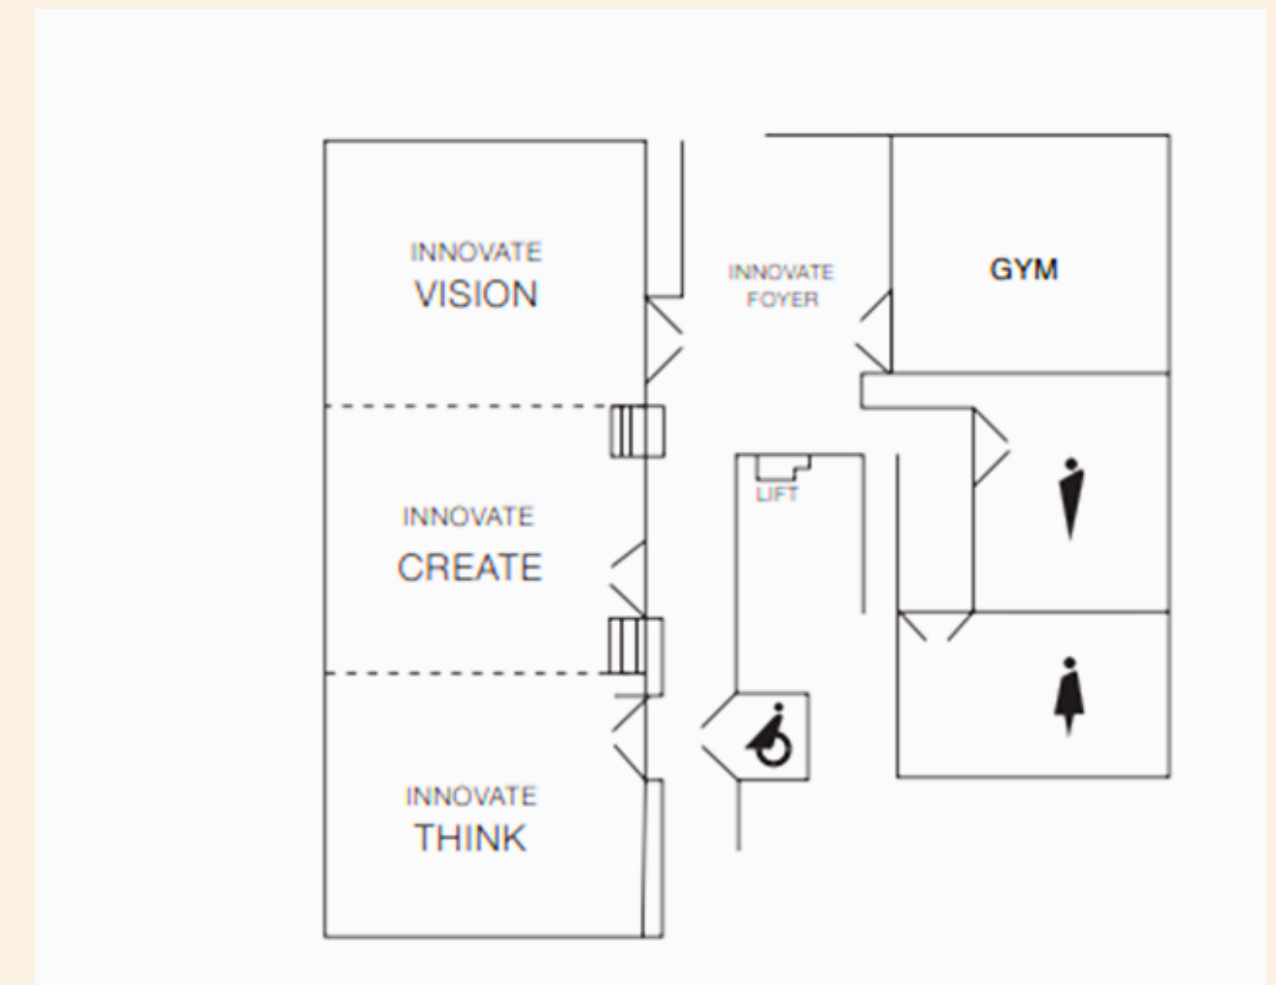 INNOVATE
VISION
INNOVATE
FOYER
GYM
LIFT
INNOVATE
CREATE
INNOVATE
THINK